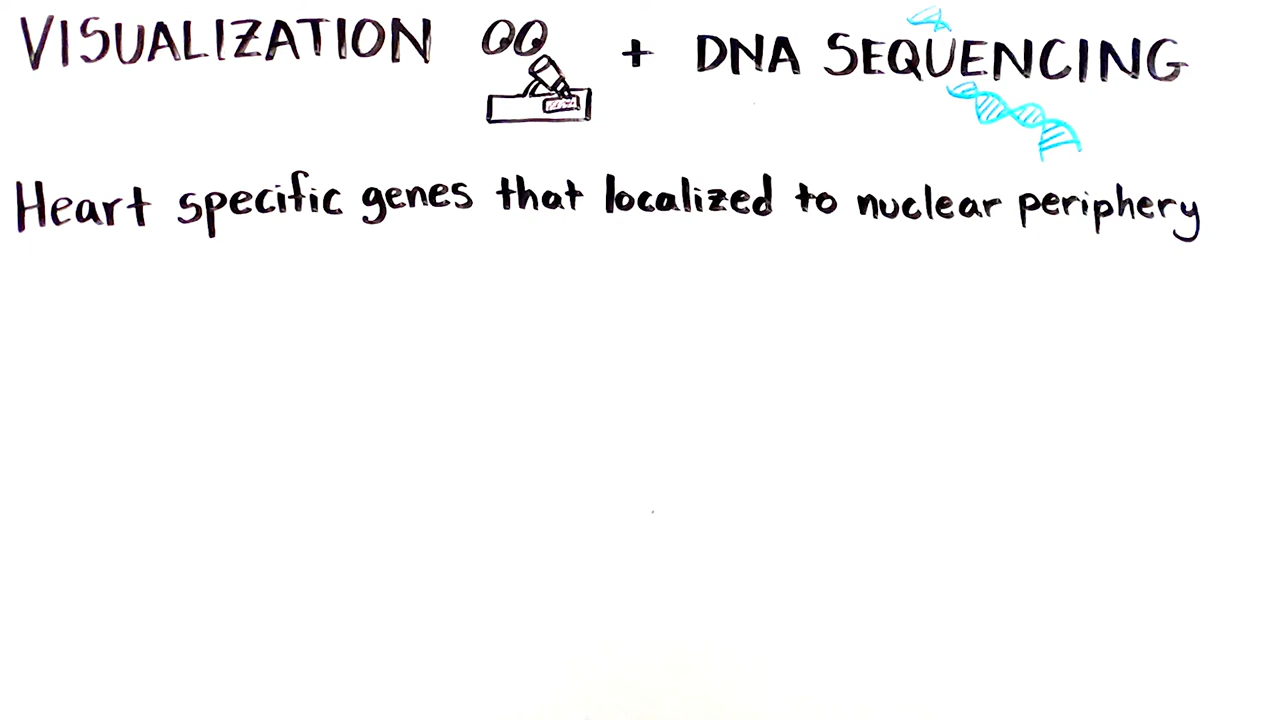 VISUALIZATION + DNA SEQUENCING
Heart specific genes that localized to nuclear periphery